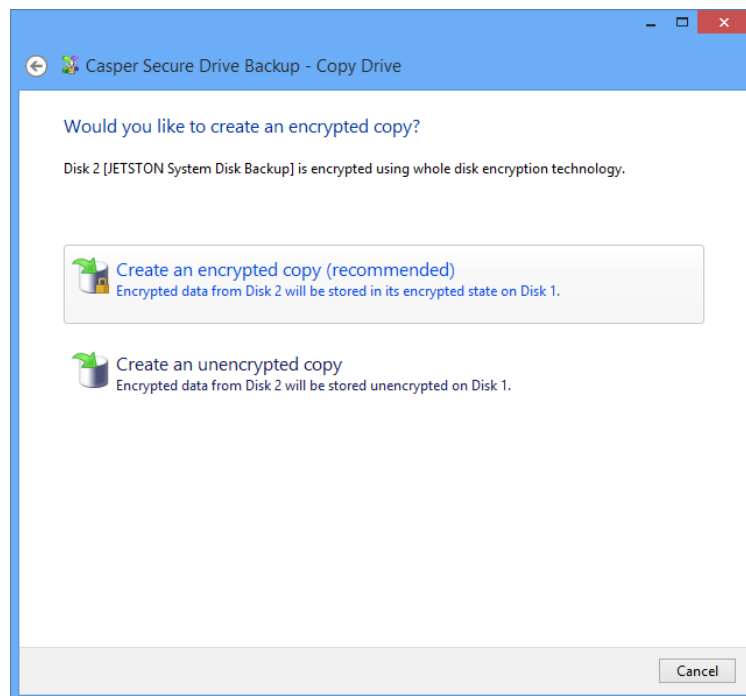 Casper Secure Drive Backup - Copy Drive
Would you like to create an encrypted copy?
Disk 2 [JETSTON System Disk Backup] is encrypted using whole disk encryption technology.
Create an encrypted copy (recommended)
Encrypted data from Disk 2 will be stored in its encrypted state on Disk 1.
Create an unencrypted copy
Encrypted data from Disk 2 will be stored unencrypted on Disk 1.
Cancel